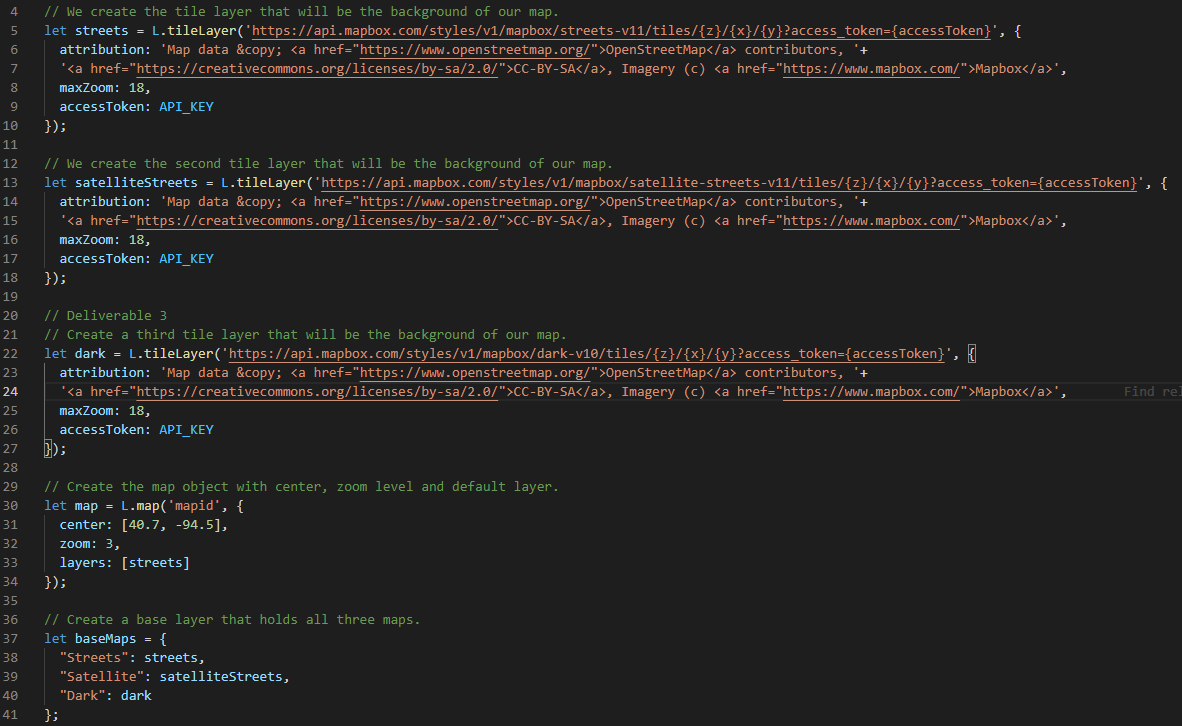 4 // We create the tile layer that will be the background of our map.
5 let streets = L.tileLayer('https://api.mapbox.com/styles/v1/mapbox/streets-v11/tiles/{z}/{x}/{y}?access_token={accessToken}', {
6   attribution: 'Map data &copy; <a href="https://www.openstreetmap.org/">OpenStreetMap</a> contributors, '+
7   '<a href="https://creativecommons.org/licenses/by-sa/2.0/">CC-BY-SA</a>, Imagery (c) <a href="https://www.mapbox.com/">Mapbox</a>',
8   maxZoom: 18,
9   accessToken: API_KEY
10 });
11
12 // We create the second tile layer that will be the background of our map.
13 let satelliteStreets = L.tileLayer('https://api.mapbox.com/styles/v1/mapbox/satellite-streets-v11/tiles/{z}/{x}/{y}?access_token={accessToken}', {
14   attribution: 'Map data &copy; <a href="https://www.openstreetmap.org/">OpenStreetMap</a> contributors, '+
15   '<a href="https://creativecommons.org/licenses/by-sa/2.0/">CC-BY-SA</a>, Imagery (c) <a href="https://www.mapbox.com/">Mapbox</a>',
16   maxZoom: 18,
17   accessToken: API_KEY
18 });
19
20 // Deliverable 3
21 // Create a third tile layer that will be the background of our map.
22 let dark = L.tileLayer('https://api.mapbox.com/styles/v1/mapbox/dark-v10/tiles/{z}/{x}/{y}?access_token={accessToken}', {
23   attribution: 'Map data &copy; <a href="https://www.openstreetmap.org/">OpenStreetMap</a> contributors, '+
24   '<a href="https://creativecommons.org/licenses/by-sa/2.0/">CC-BY-SA</a>, Imagery (c) <a href="https://www.mapbox.com/">Mapbox</a>', Find
25   maxZoom: 18,
26   accessToken: API_KEY
27 });
28
29 // Create the map object with center, zoom level and default layer.
30 let map = L.map('mapid', {
31   center: [40.7, -94.5],
32   zoom: 3,
33   layers: [streets]
34 });
35
36 // Create a base layer that holds all three maps.
37 let baseMaps = {
38   "Streets": streets,
39   "Satellite": satelliteStreets,
40   "Dark": dark
41 };